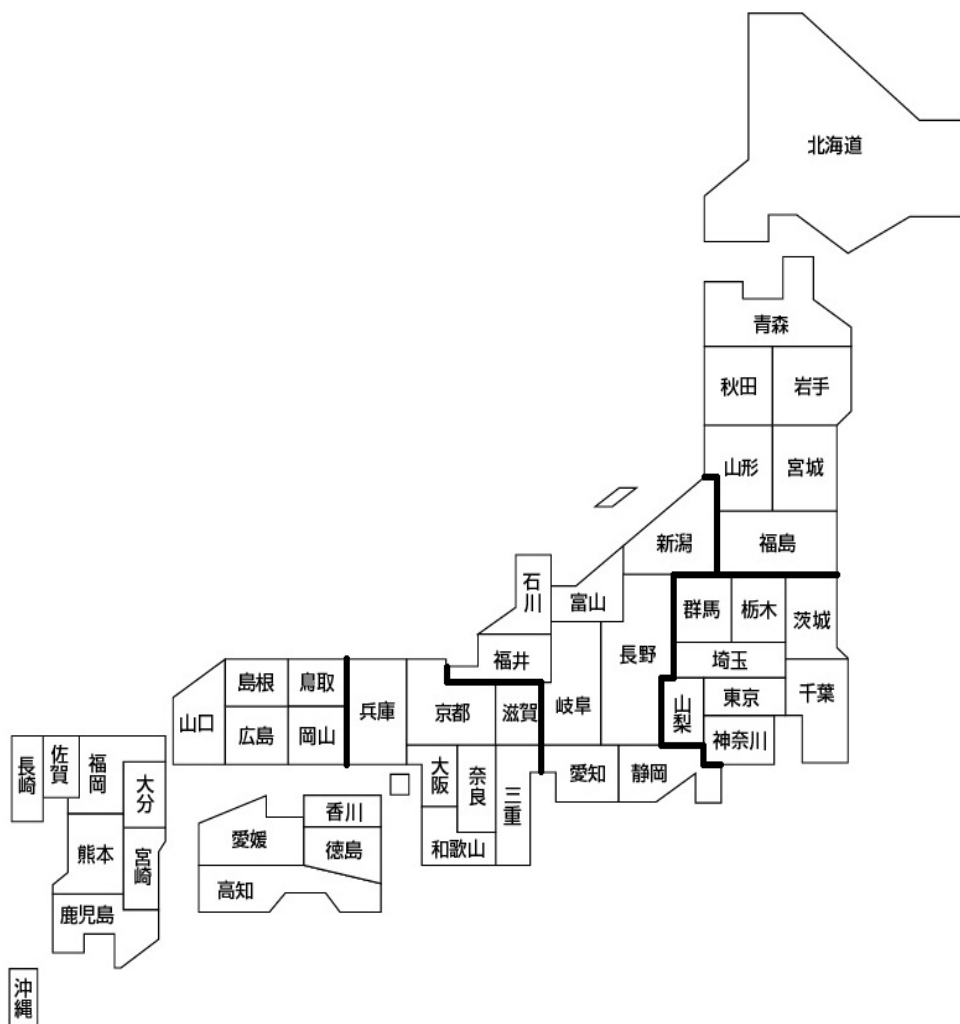 北海道
青森
秋田
岩手
山形
宮城
新潟
福島
石川
富山
群馬
栃木
茨城
福井
長野
埼玉
島根
鳥取
兵庫
京都
滋賀
岐阜
山梨
東京
千葉
山口
広島
岡山
神奈川
長崎
佐賀
福岡
大分
大阪
奈良
三重
愛知
静岡
香川
愛媛
徳島
和歌山
熊本
宮崎
高知
鹿児島
沖縄